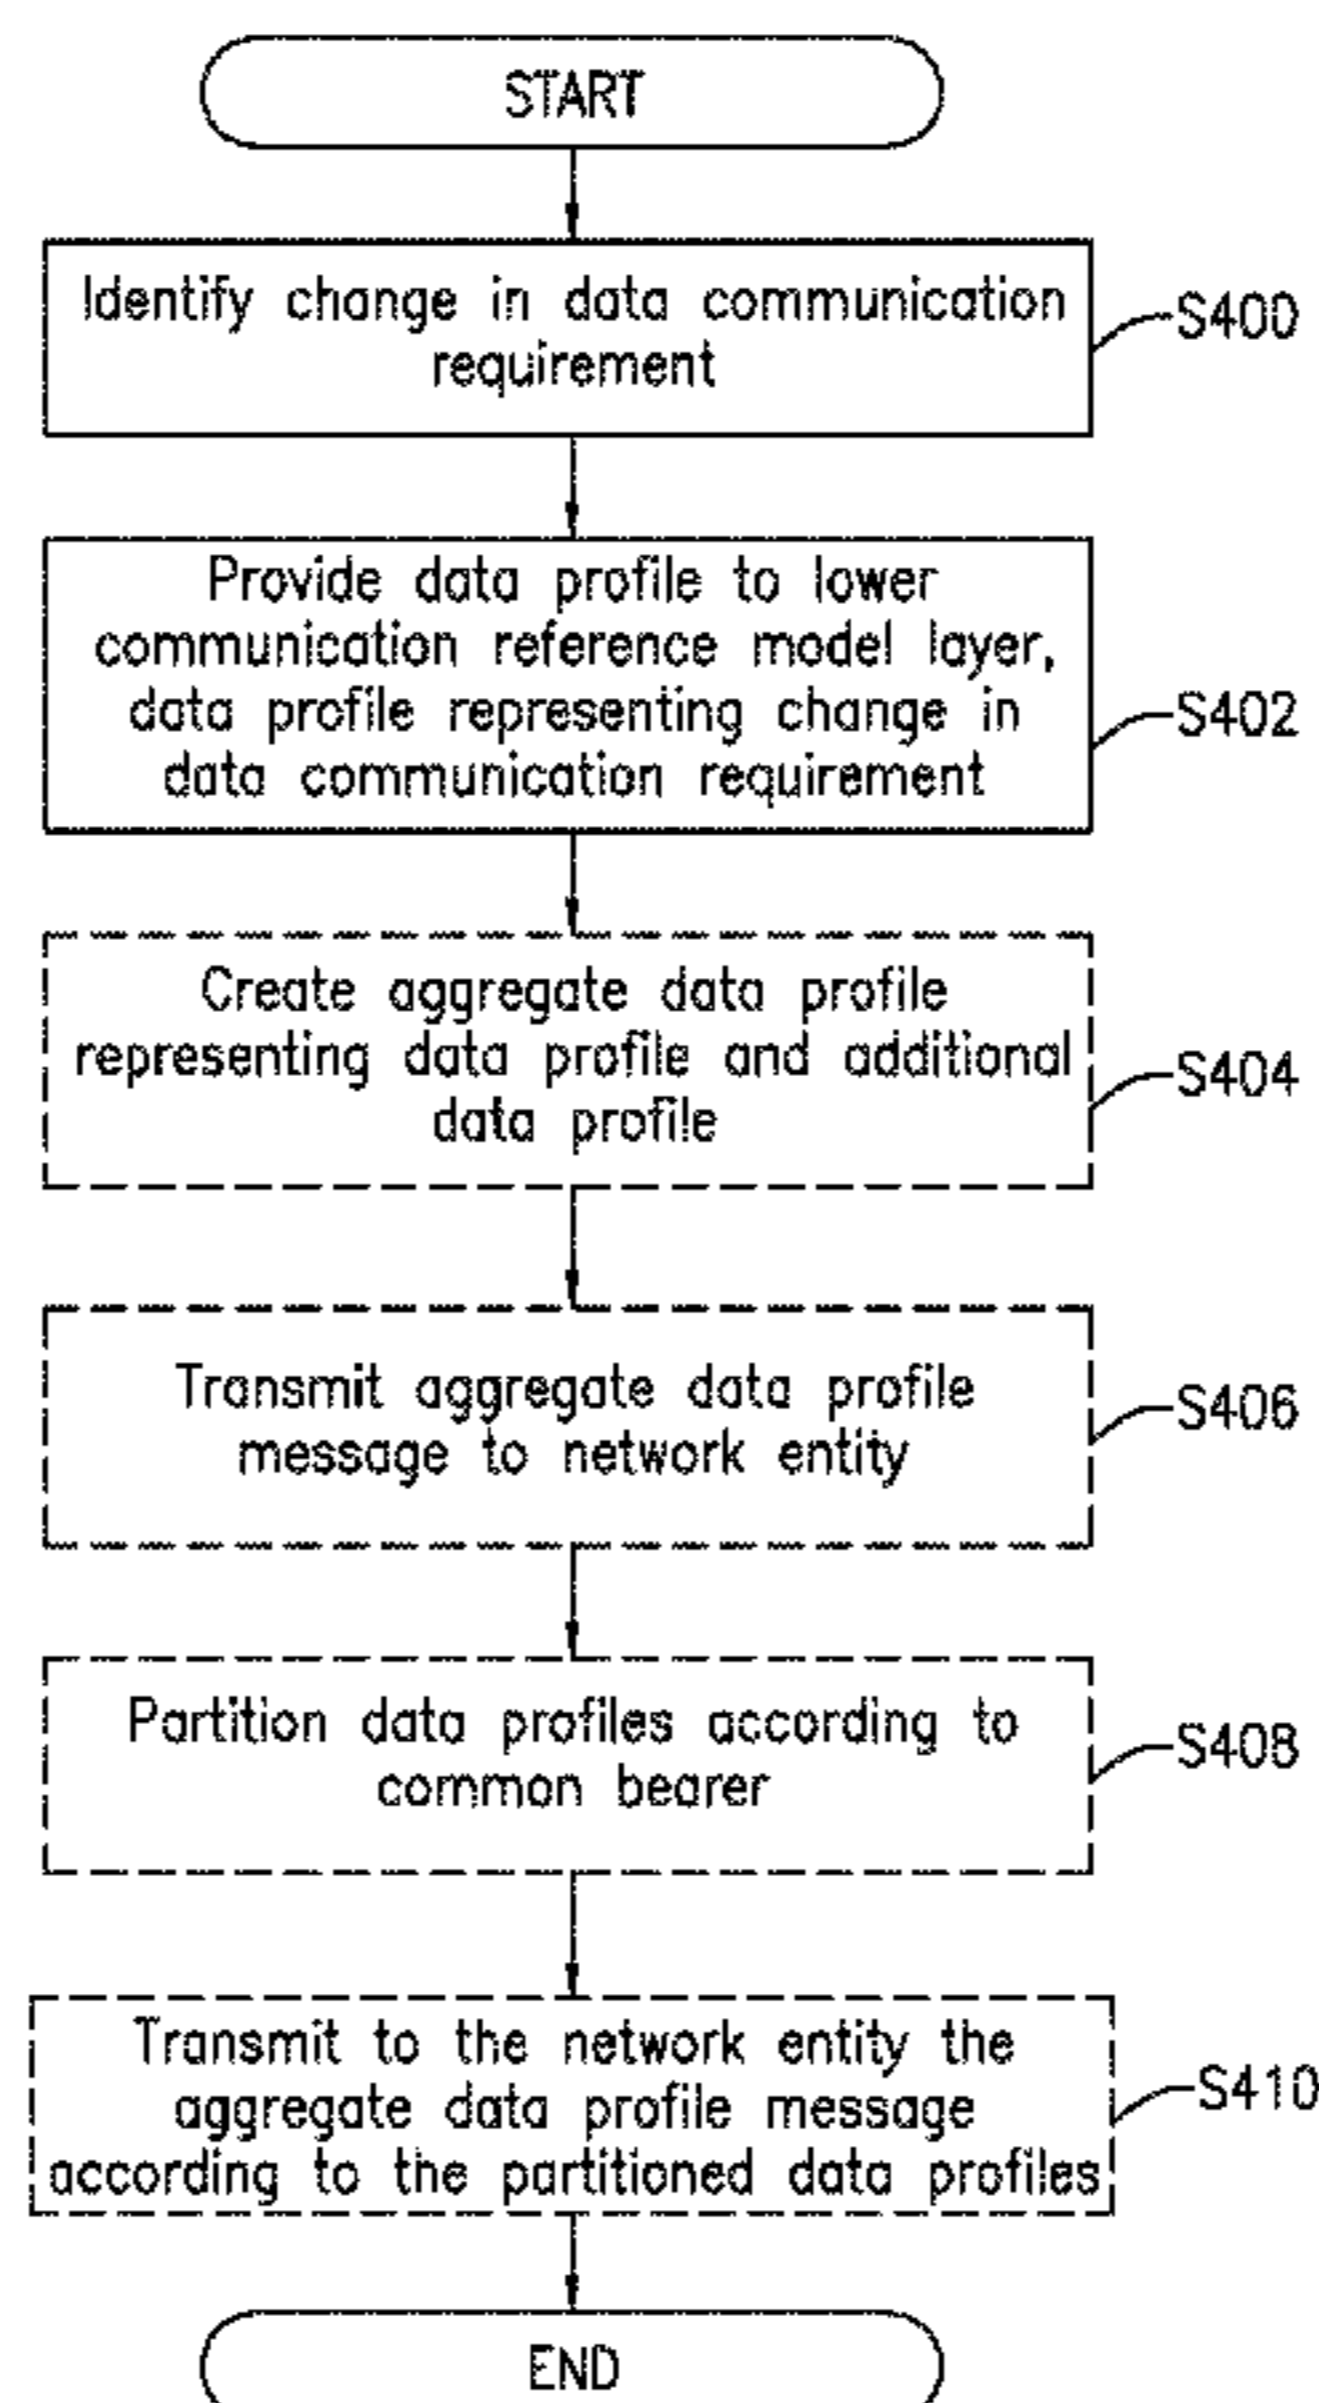 START
Identify change in data communication
requirement
S400
Provide data profile to lower
communication reference model layer,
data profile representing change in
data communication requirement
S402
Create aggregate data profile
representing data profile and additional
data profile
S404
Transmit aggregate data profile
message to network entity
S406
Partition data profiles according to
common bearer
S408
Transmit to the network entity the
aggregate data profile message
according to the partitioned data profiles
S410
END